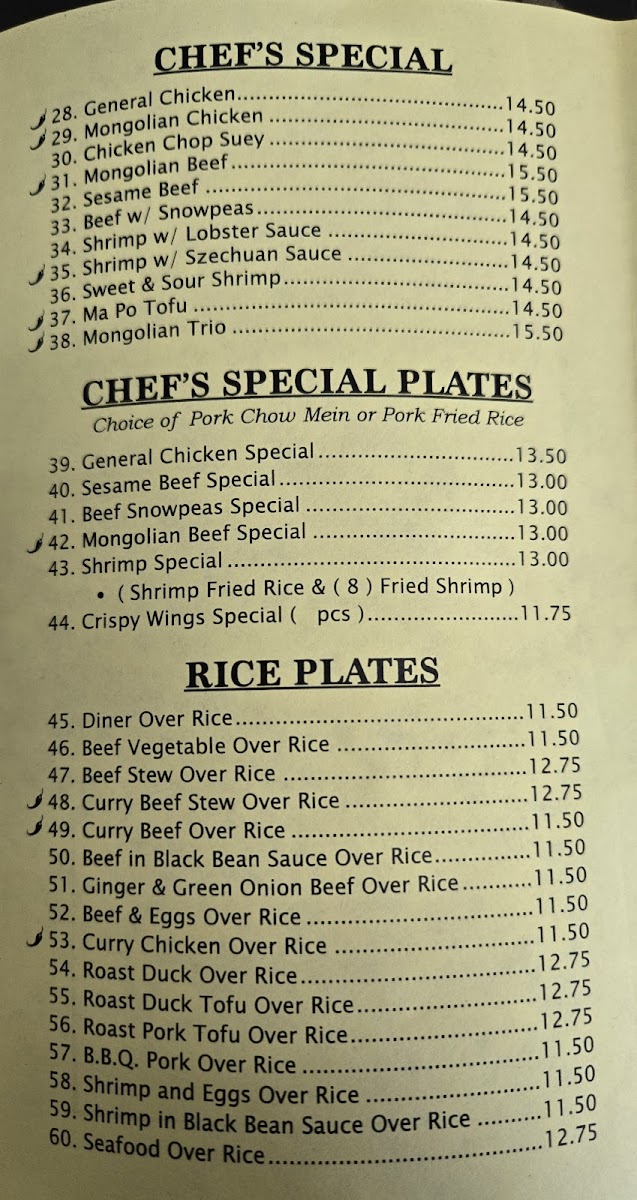 CHEF'S SPECIAL
28. General Chicken..........14.50
29. Mongolian Chicken..........14.50
30. Chicken Chop Suey..........14.50
31. Mongolian Beef..........15.50
32. Sesame Beef..........15.50
33. Beef w/ Snowpeas..........14.50
34. Shrimp w/ Lobster Sauce..........14.50
35. Shrimp w/ Szechuan Sauce..........14.50
36. Sweet & Sour Shrimp..........14.50
37. Ma Po Tofu..........14.50
38. Mongolian Trio..........15.50
CHEF'S SPECIAL PLATES
Choice of Pork Chow Mein or Pork Fried Rice
39. General Chicken Special..........13.50
40. Sesame Beef Special..........13.00
41. Beef Snowpeas Special..........13.00
42. Mongolian Beef Special..........13.00
43. Shrimp Special..........13.00
• ( Shrimp Fried Rice & ( 8 ) Fried Shrimp )
44. Crispy Wings Special ( pcs )..........11.75
RICE PLATES
45. Diner Over Rice..........11.50
46. Beef Vegetable Over Rice..........11.50
47. Beef Stew Over Rice..........12.75
48. Curry Beef Stew Over Rice..........12.75
49. Curry Beef Over Rice..........11.50
50. Beef in Black Bean Sauce Over Rice..........11.50
51. Ginger & Green Onion Beef Over Rice..........11.50
52. Beef & Eggs Over Rice..........11.50
53. Curry Chicken Over Rice..........11.50
54. Roast Duck Over Rice..........12.75
55. Roast Duck Tofu Over Rice..........12.75
56. Roast Pork Tofu Over Rice..........12.75
57. B.B.Q. Pork Over Rice..........11.50
58. Shrimp and Eggs Over Rice..........11.50
59. Shrimp in Black Bean Sauce Over Rice..........11.50
60. Seafood Over Rice..........12.75